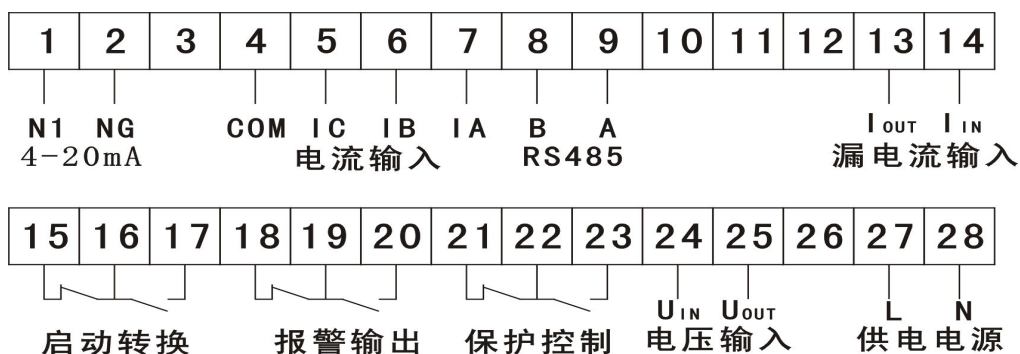 1 2 3 4 5 6 7 8 9 10 11 12 13 14
N1 NG COM IC IB IA B A IOUT IIN
4-20mA 电流输入 RS485 漏电流输入
15 16 17 18 19 20 21 22 23 24 25 26 27 28
UIN UOUT L N
启动转换 报警输出 保护控制 电压输入 供电电源